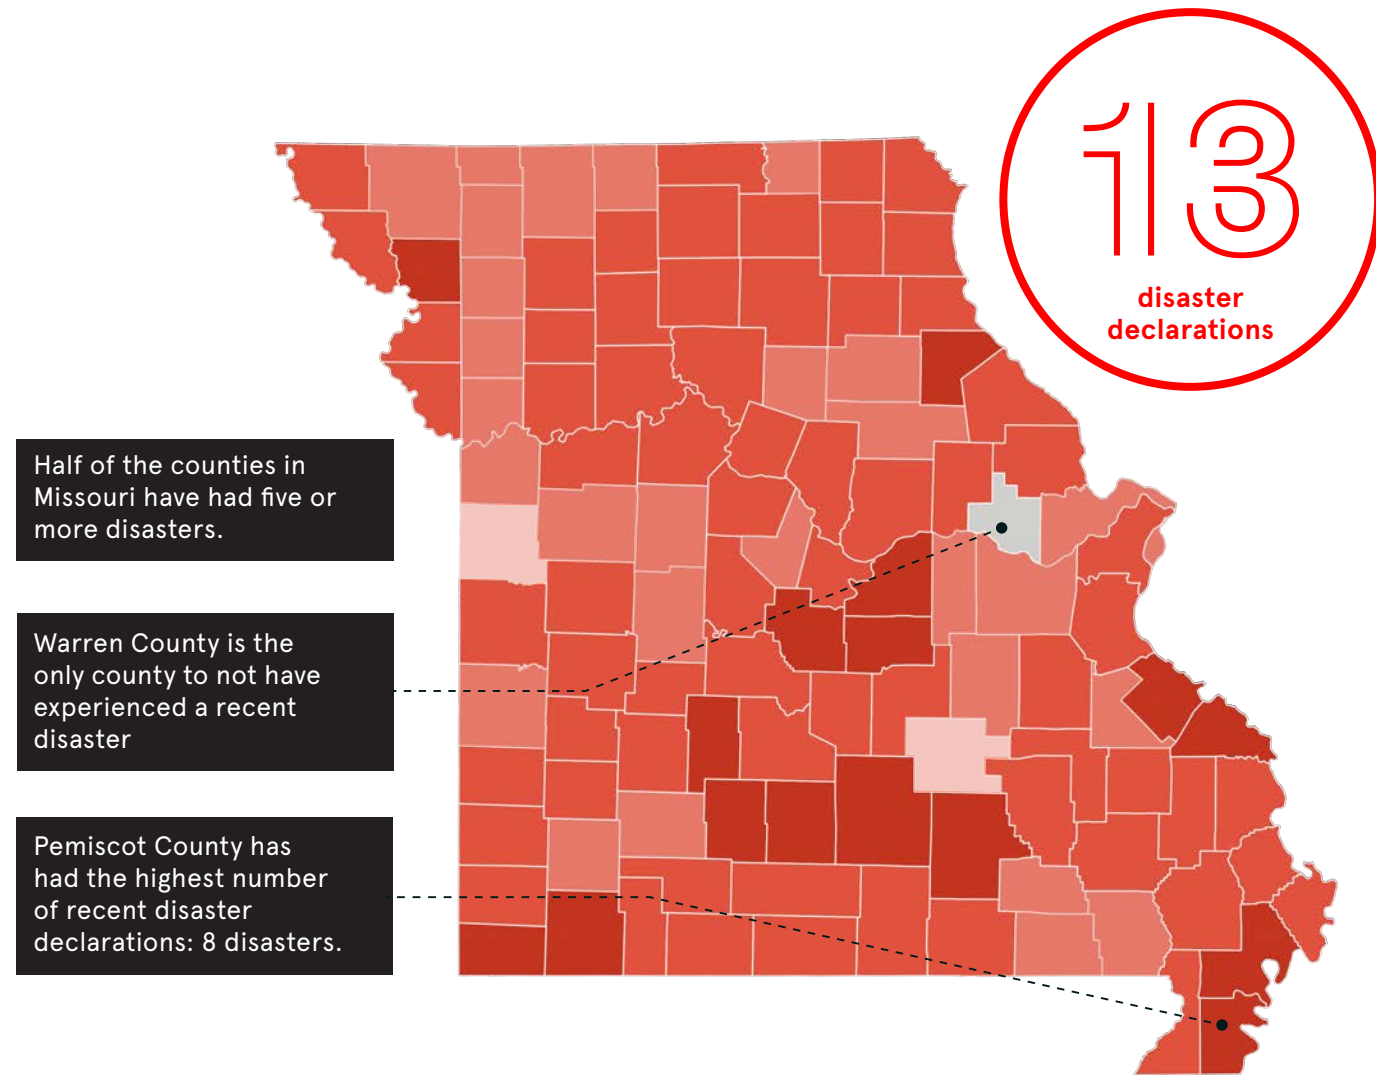 13
disaster
declarations
Half of the counties in
Missouri have had five or
more disasters.
Warren County is the
only county to not have
experienced a recent
disaster
Pemiscot County has
had the highest number
of recent disaster
declarations: 8 disasters.